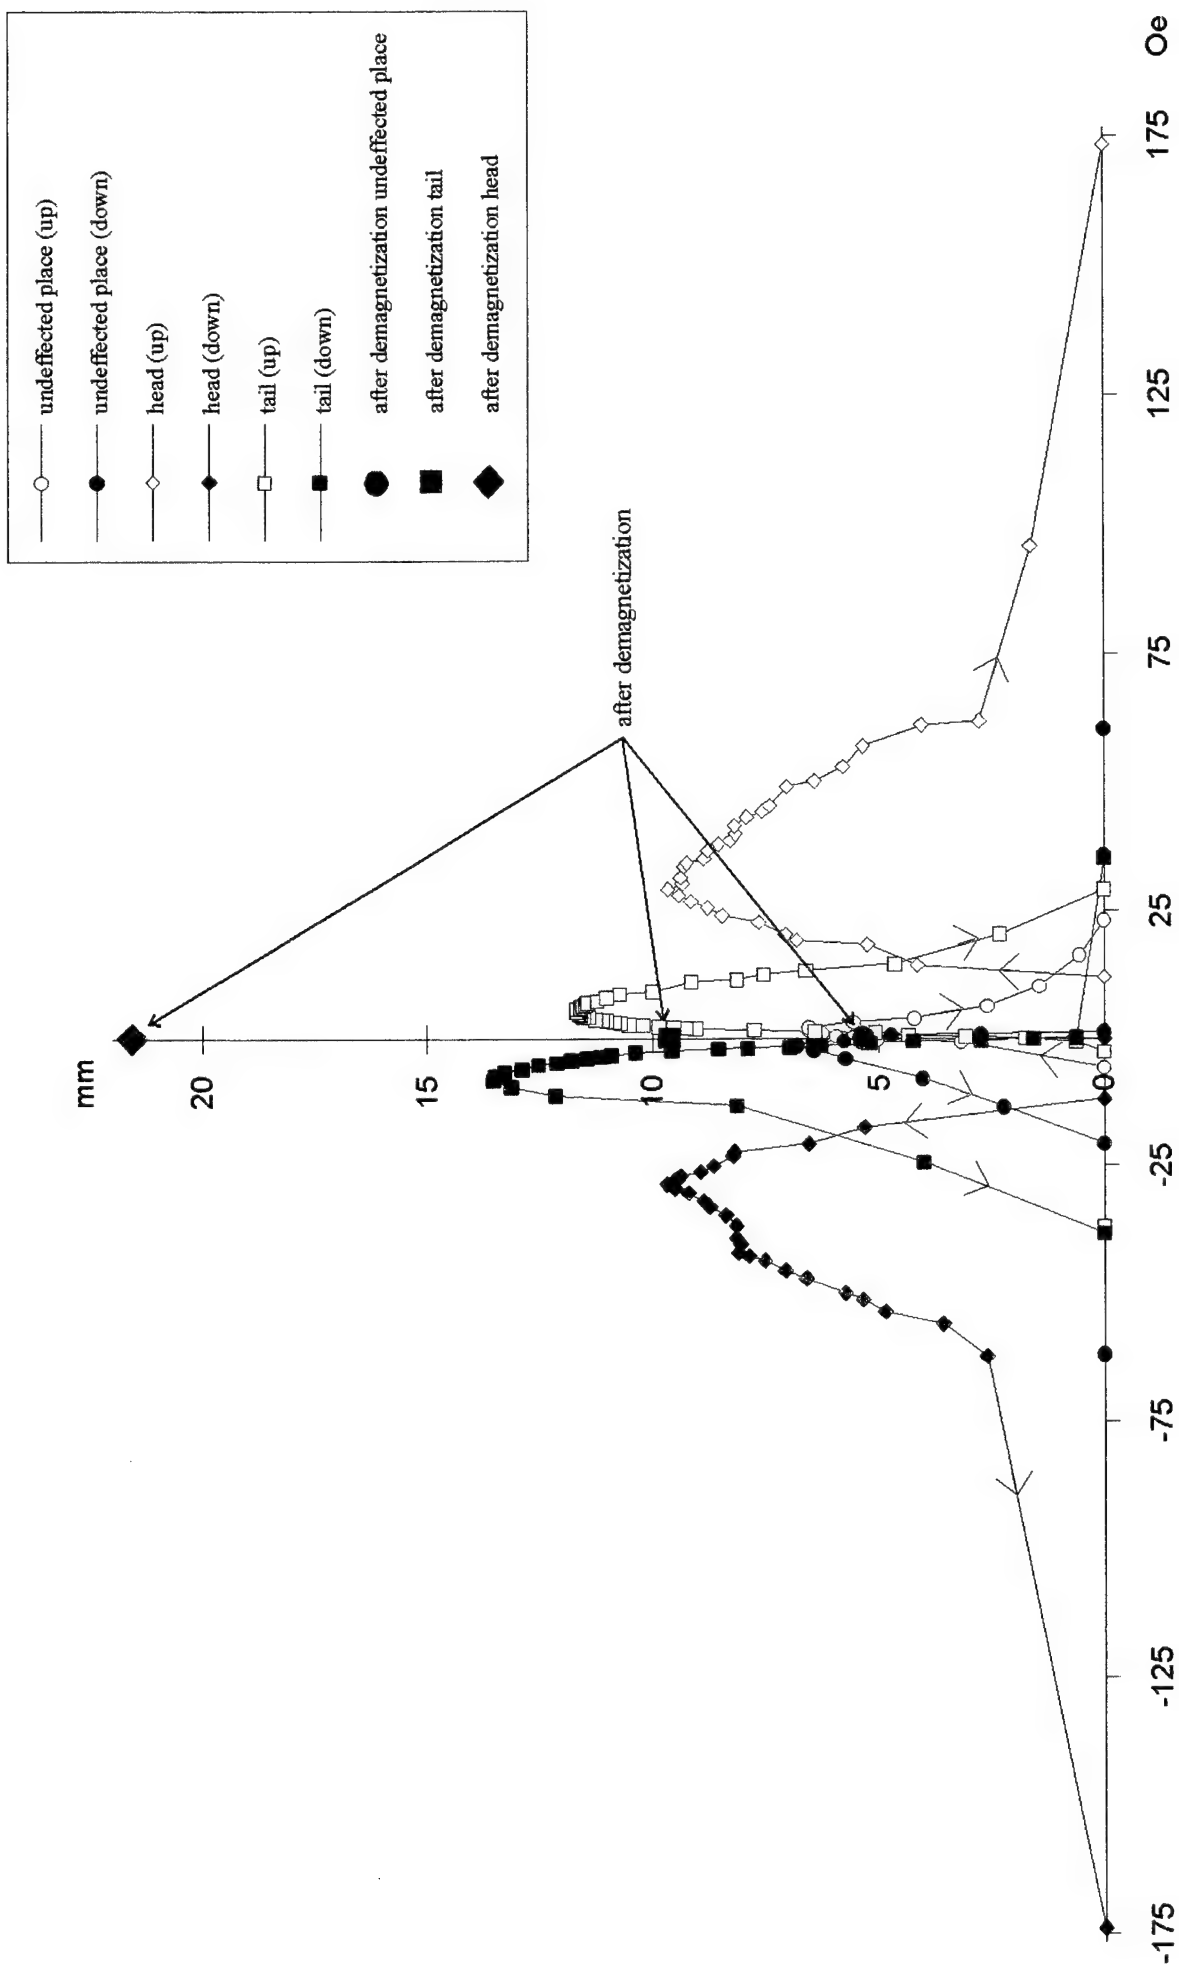 undeffected place (up)
undeffected place (down)
head (up)
head (down)
tail (up)
tail (down)
after demagnetization undeffected place
after demagnetization tail
after demagnetization head
after demagnetization
mm
20
15
10
5
0
-175
-125
-75
-25
25
75
125
175
Oe